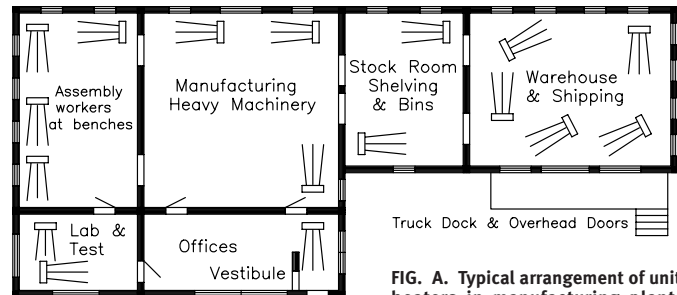 Assembly
workers
at benches
Manufacturing
Heavy Machinery
Stock Room
Shelving
& Bins
Warehouse
& Shipping
Lab &
Test
Offices
Vestibule
Truck Dock & Overhead Doors
FIG. A. Typical arrangement of unit
heaters in manufacturing plant